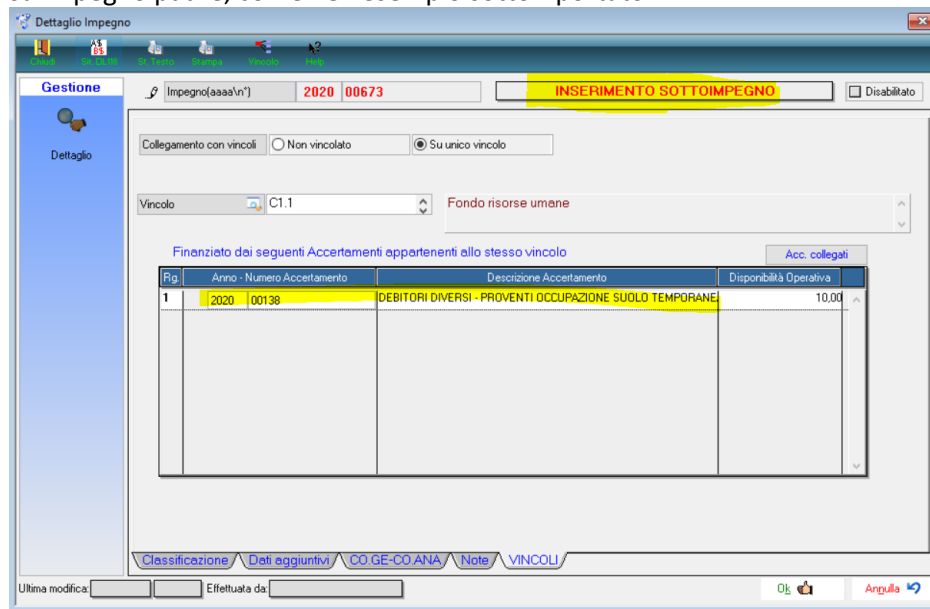 Dettaglio Impegno
Chiudi Sit. DL118 St. Testo Stampa Vincolo Help
Gestione
Impegno(aaaa\n°) 2020 00673 INSERIMENTO SOTTOIMPEGNO Disabilitato
Dettaglio
Collegamento con vincoli Non vincolato Su unico vincolo
Vincolo C1.1 Fondo risorse umane
Finanziato dai seguenti Accertamenti appartenenti allo stesso vincolo Acc. collegati
Rg. Anno - Numero Accertamento Descrizione Accertamento Disponibilità Operativa
1 2020 00138 DEBITORI DIVERSI - PROVENTI OCCUPAZIONE SUOLO TEMPORANE 10,00
Classificazione Dati aggiuntivi CO.GE-CO.ANA Note VINCOLI
Ultima modifica: Effettuata da: Ok Annulla